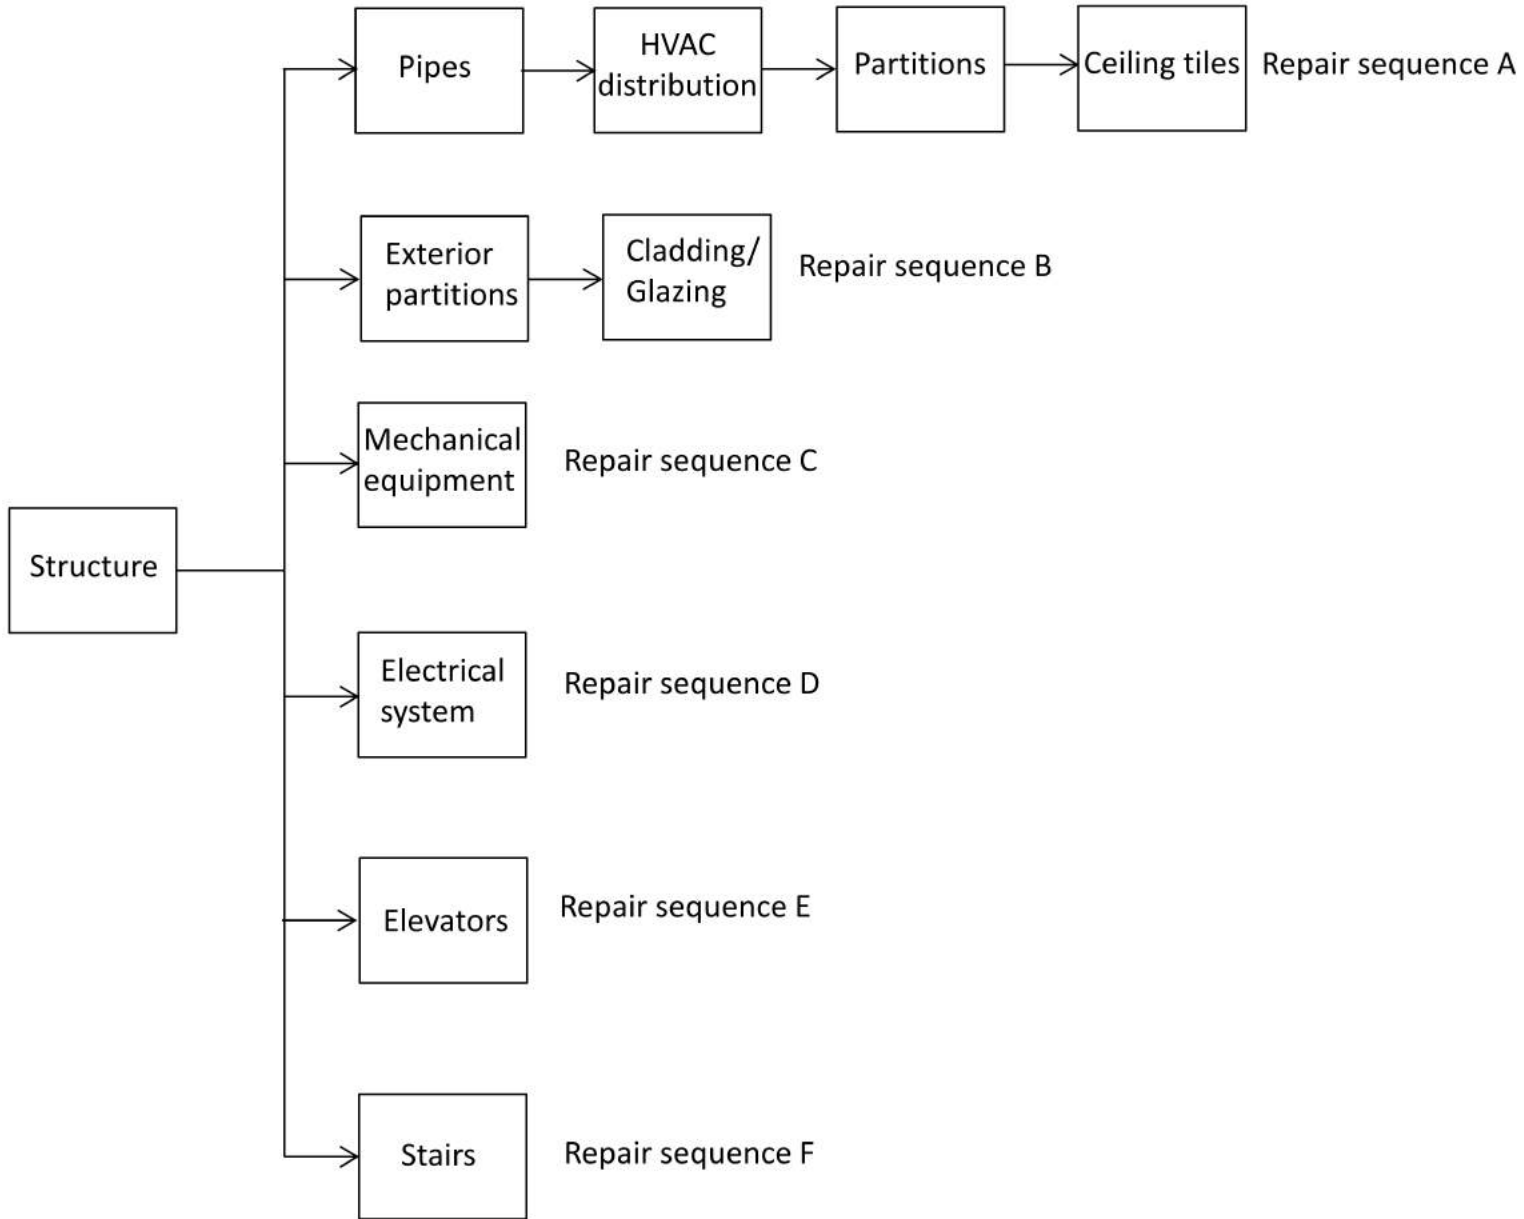 Pipes
HVAC
distribution
Partitions
Ceiling tiles
Repair sequence A
Exterior
partitions
Cladding/
Glazing
Repair sequence B
Mechanical
equipment
Repair sequence C
Structure
Electrical
system
Repair sequence D
Elevators
Repair sequence E
Stairs
Repair sequence F